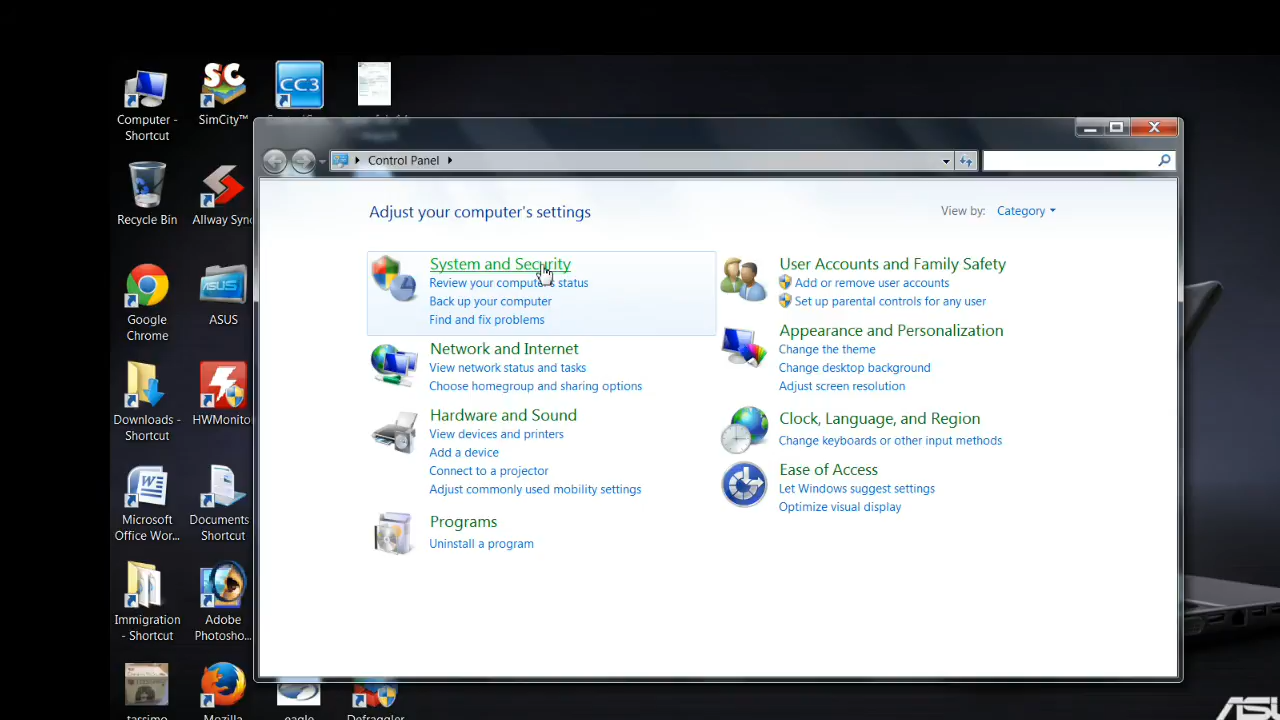 Computer -
Shortcut
SimCity™
CC3
Recycle Bin
Allway Sync
Google
Chrome
ASUS
Downloads -
Shortcut
HWMonitor
Microsoft
Office Wor...
Documents
Shortcut
Immigration
- Shortcut
Adobe
Photosho...
tassimo
Mozilla
eagle
Defraggler
Control Panel
Adjust your computer's settings
View by: Category
System and Security
Review your computer's status
Back up your computer
Find and fix problems
Network and Internet
View network status and tasks
Choose homegroup and sharing options
Hardware and Sound
View devices and printers
Add a device
Connect to a projector
Adjust commonly used mobility settings
Programs
Uninstall a program
User Accounts and Family Safety
Add or remove user accounts
Set up parental controls for any user
Appearance and Personalization
Change the theme
Change desktop background
Adjust screen resolution
Clock, Language, and Region
Change keyboards or other input methods
Ease of Access
Let Windows suggest settings
Optimize visual display